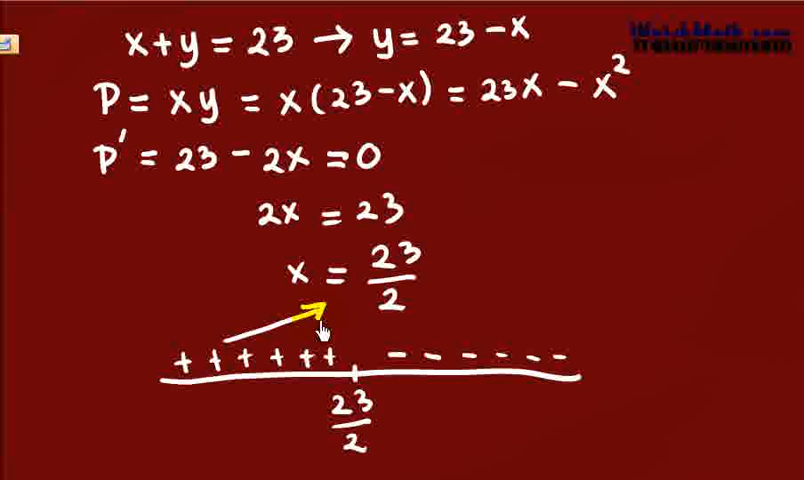 x+y = 23 → y = 23-x
P = xy = x(23-x) = 23x - x²
P' = 23 - 2x = 0
2x = 23
x = 23/2
+ + + + + + - - - - - -
23/2